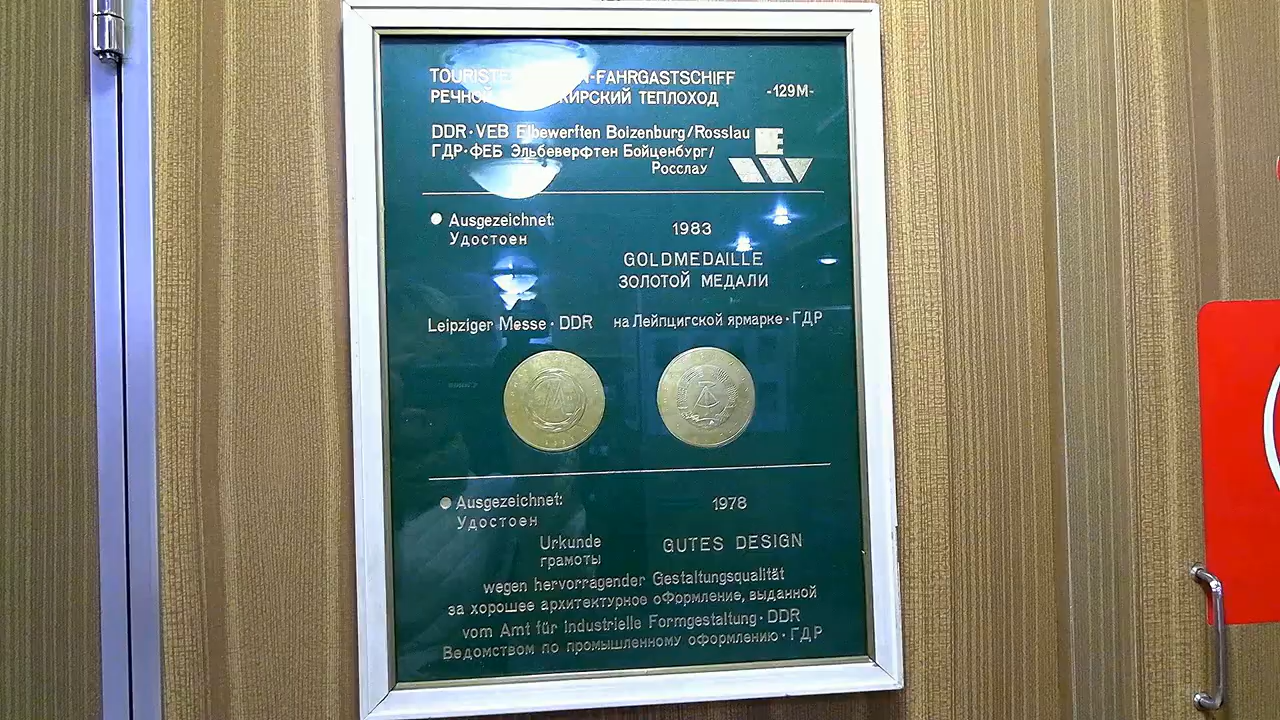 -FAHRGASTSCHIFF
ТЕПЛОХОД
-129M-
DDR·VEB Elbewerften Boizenburg/Rosslau
ГДР·ФЕБ Эльбеверфтен Бойценбург/
Росслау
Ausgezeichnet:
Удостоен
1983
GOLDMEDAILLE
ЗОЛОТОЙ МЕДАЛИ
Leipziger Messe·DDR
на Лейпцигской ярмарке·ГДР
Ausgezeichnet:
Удостоен
1978
Urkunde
грамоты
GUTES DESIGN
wegen hervorragender Gestaltungsqualität
за хорошее архитектурное оформление, выданной
vom Amt für industrielle Formgestaltung·DDR
Ведомством по промышленному оформлению·ГДР